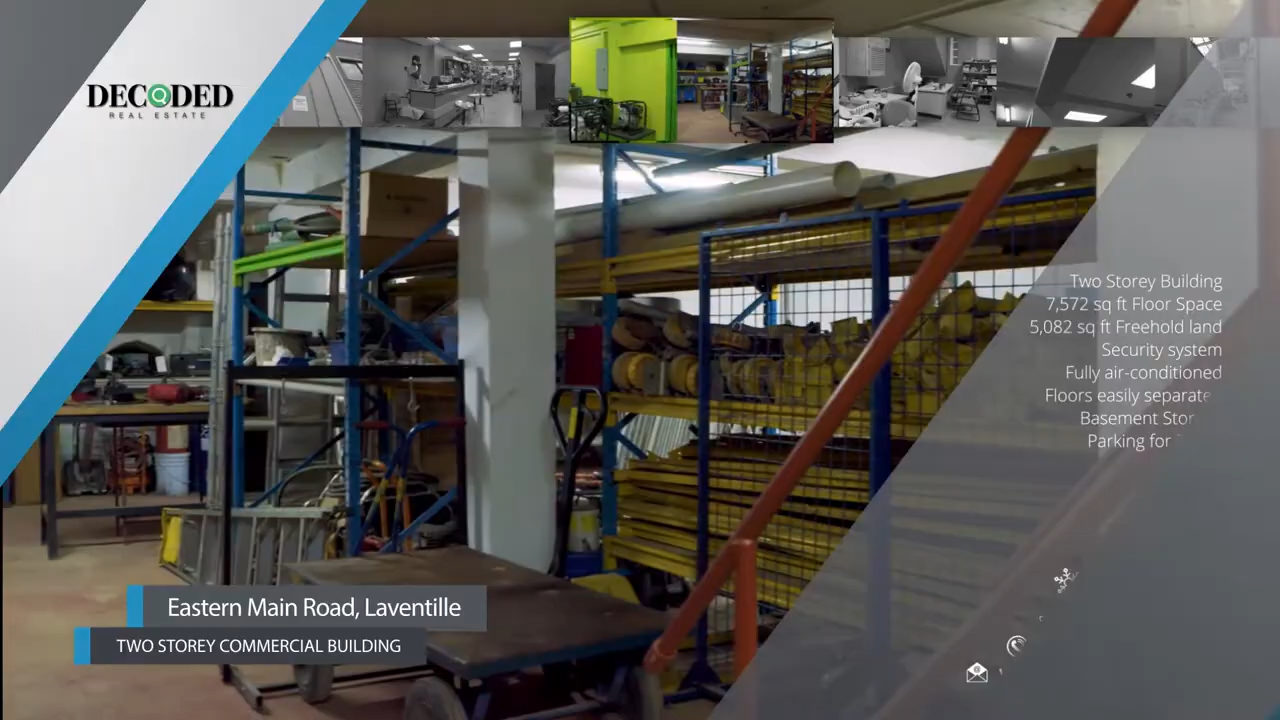 DECODED
REAL ESTATE
Two Storey Building
7,572 sq ft Floor Space
5,082 sq ft Freehold land
Security system
Fully air-conditioned
Floors easily separate
Basement Stor
Parking for
Eastern Main Road, Laventille
TWO STOREY COMMERCIAL BUILDING